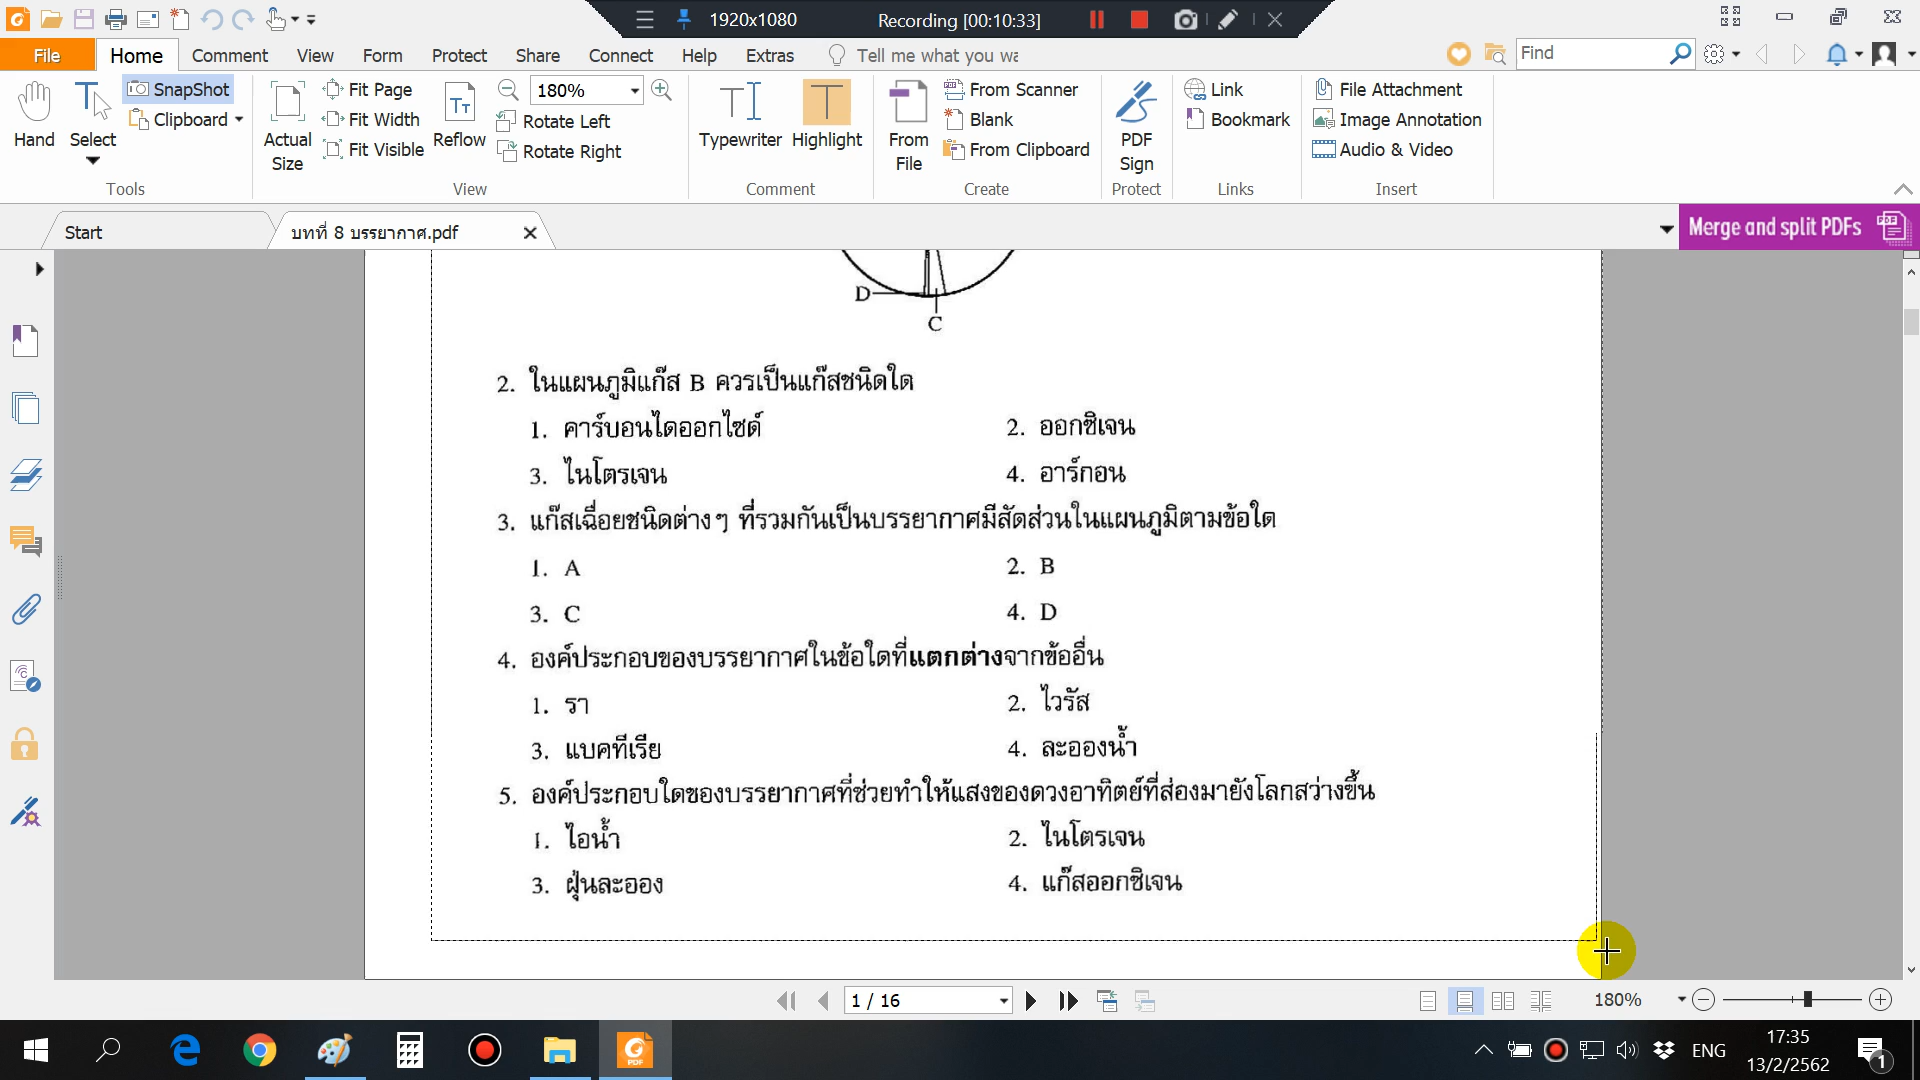 1920x1080
Recording [00:10:33]
File Home Comment View Form Protect Share Connect Help Extras Tell me what you wa
Find
Hand
Select
SnapShot
Clipboard
Tools
Actual Size
Fit Page
Fit Width
Fit Visible
Reflow
180%
Rotate Left
Rotate Right
View
Typewriter
Highlight
Comment
From File
From Scanner
Blank
From Clipboard
Create
PDF Sign
Protect
Link
Bookmark
Links
File Attachment
Image Annotation
Audio & Video
Insert
Start
บทที่ 8 บรรยากาศ.pdf
Merge and split PDFs
D
C
2. ในแผนภูมิแก๊ส B ควรเป็นแก๊สชนิดใด
1. คาร์บอนไดออกไซด์ 2. ออกซิเจน
3. ไนโตรเจน 4. อาร์กอน
3. แก๊สเฉื่อยชนิดต่างๆ ที่รวมกันเป็นบรรยากาศมีสัดส่วนในแผนภูมิตามข้อใด
1. A 2. B
3. C 4. D
4. องค์ประกอบของบรรยากาศในข้อใดที่แตกต่างจากข้ออื่น
1. รา 2. ไวรัส
3. แบคทีเรีย 4. ละอองน้ำ
5. องค์ประกอบใดของบรรยากาศที่ช่วยทำให้แสงของดวงอาทิตย์ที่ส่องมายังโลกสว่างขึ้น
1. ไอน้ำ 2. ไนโตรเจน
3. ฝุ่นละออง 4. แก๊สออกซิเจน
1 / 16
180%
ENG
17:35
13/2/2562
1
PDF